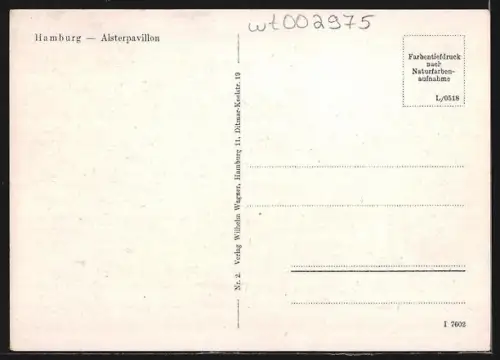 wt002975
Hamburg — Alsterpavillon
Farbentiefdruck
nach
Naturfarben-
aufnahme
L/0518
Nr. 2. Verlag Wilhelm Wagner, Hamburg 11, Ditmar-Koelstr. 19
I 7602